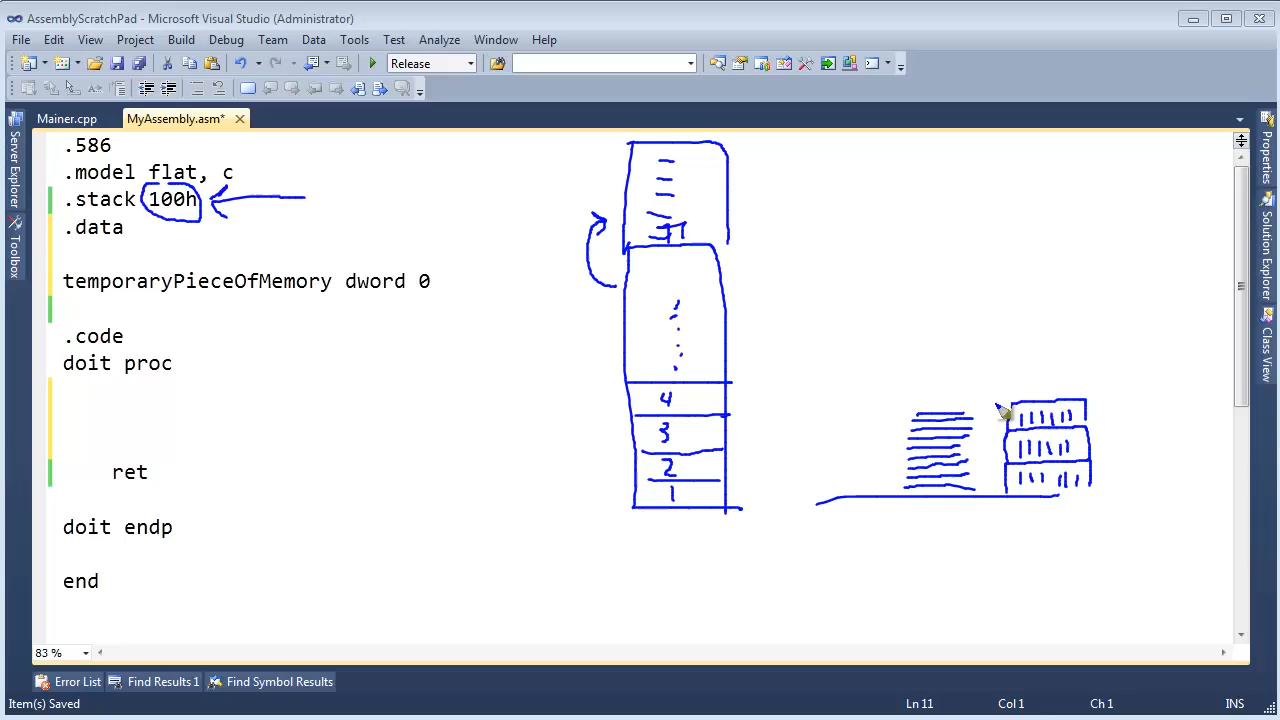 AssemblyScratchPad - Microsoft Visual Studio (Administrator)
File Edit View Project Build Debug Team Data Tools Test Analyze Window Help
Release
Mainer.cpp
MyAssembly.asm*
Server Explorer
Toolbox
Properties
Solution Explorer
Class View
.586
.model flat, c
.stack 100h
.data
temporaryPieceOfMemory dword 0
.code
doit proc
ret
doit endp
end
4
3
2
1
83 %
Error List
Find Results 1
Find Symbol Results
Item(s) Saved
Ln 11
Col 1
Ch 1
INS